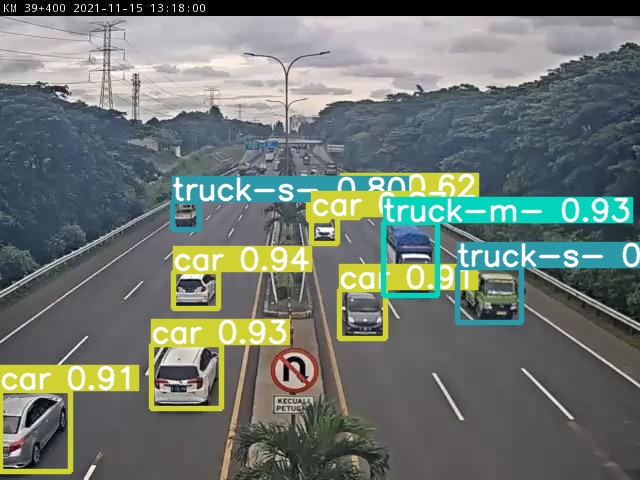 KM 39+400 2021-11-15 13:18:00
truck-s- 0.80
0.62
car
truck-m- 0.93
truck-s- 0
car 0.94
car 0.91
car 0.93
car 0.91
KECUALI
PETUGAS